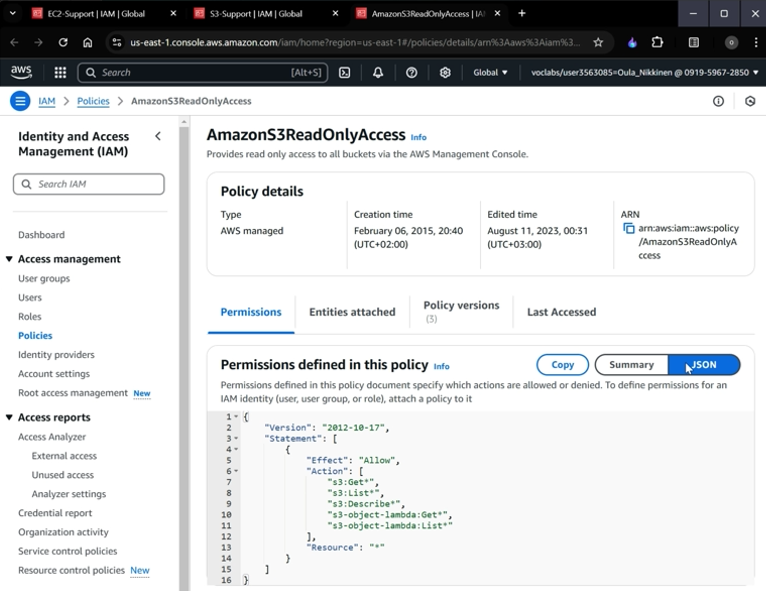 EC2-Support | IAM | Global
S3-Support | IAM | Global
AmazonS3ReadOnlyAccess | IA
us-east-1.console.aws.amazon.com/iam/home?region=us-east-1#/policies/details/arn%3Aaws%3Aiam%3...
aws
Search
[Alt+S]
Global
voclabs/user3563085=Oula_Nikkinen @ 0919-5967-2850
IAM > Policies > AmazonS3ReadOnlyAccess
Identity and Access
Management (IAM)
Search IAM
Dashboard
Access management
User groups
Users
Roles
Policies
Identity providers
Account settings
Root access management New
Access reports
Access Analyzer
External access
Unused access
Analyzer settings
Credential report
Organization activity
Service control policies
Resource control policies New
AmazonS3ReadOnlyAccess Info
Provides read only access to all buckets via the AWS Management Console.
Policy details
Type
AWS managed
Creation time
February 06, 2015, 20:40
(UTC+02:00)
Edited time
August 11, 2023, 00:31
(UTC+03:00)
ARN
arn:aws:iam::aws:policy
/AmazonS3ReadOnlyA
ccess
Permissions
Entities attached
Policy versions
(3)
Last Accessed
Permissions defined in this policy Info
Copy
Summary
JSON
Permissions defined in this policy document specify which actions are allowed or denied. To define permissions for an
IAM identity (user, user group, or role), attach a policy to it
1 {
2 "Version": "2012-10-17",
3 "Statement": [
4 {
5 "Effect": "Allow",
6 "Action": [
7 "s3:Get*",
8 "s3:List*",
9 "s3:Describe*",
10 "s3-object-lambda:Get*",
11 "s3-object-lambda:List*"
12 ],
13 "Resource": "*"
14 }
15 ]
16 }